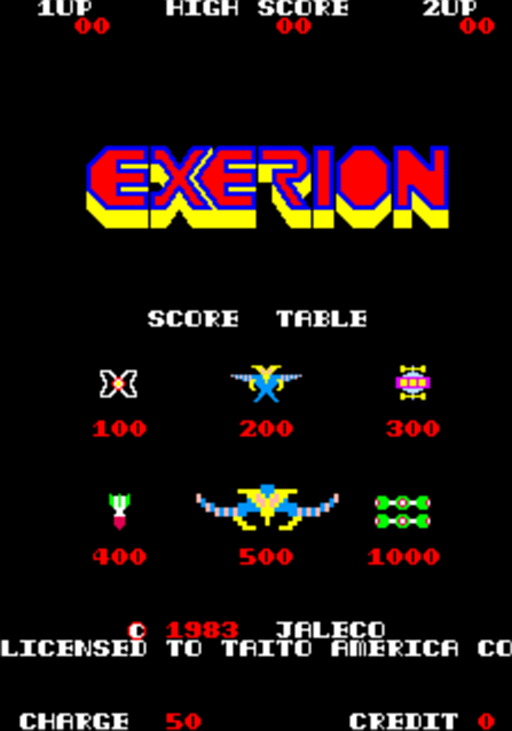 1UP HIGH SCORE 2UP
00 00 00
EXERION
SCORE TABLE
100 200 300
400 500 1000
© 1983 JALECO
LICENSED TO TAITO AMERICA CO
CHARGE 50 CREDIT 0